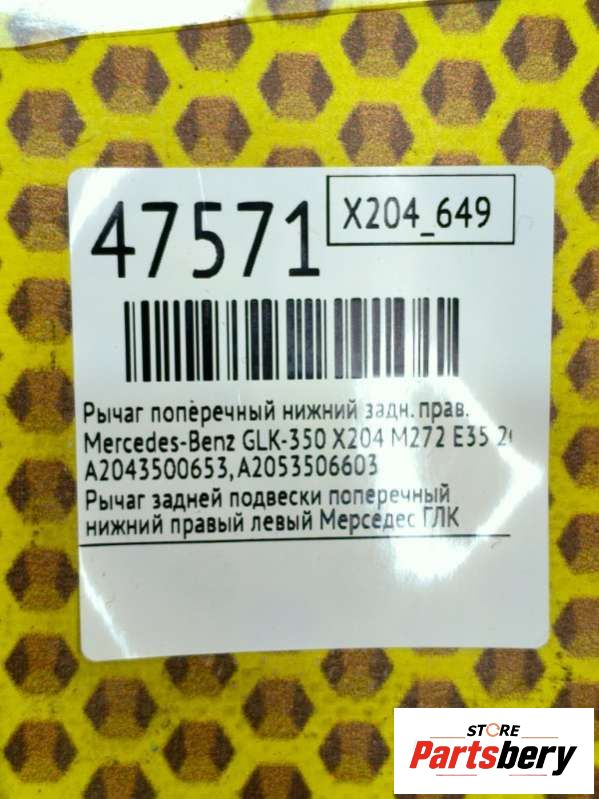 47571
X204_649
Рычаг поперечный нижний задн. прав.
Mercedes-Benz GLK-350 X204 M272 E35
A2043500653, A2053506603
Рычаг задней подвески поперечный
нижний правый левый Мерседес ГЛК
STORE
Partsbery